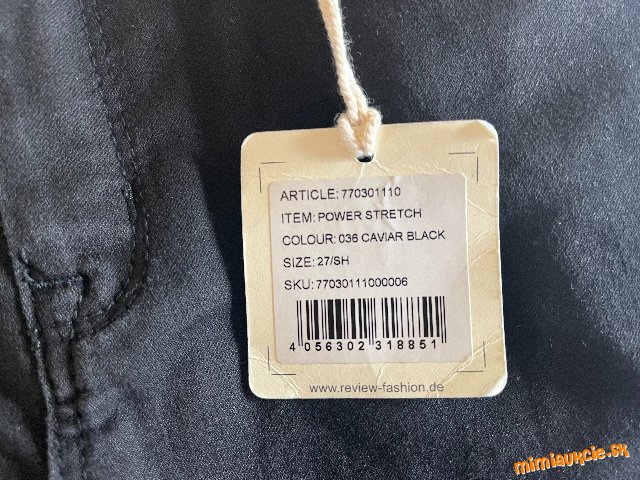 ARTICLE: 770301110
ITEM: POWER STRETCH
COLOUR: 036 CAVIAR BLACK
SIZE: 27/SH
SKU: 77030111000006
4 056302 318851
www.review-fashion.de
mimiaukcie.sk